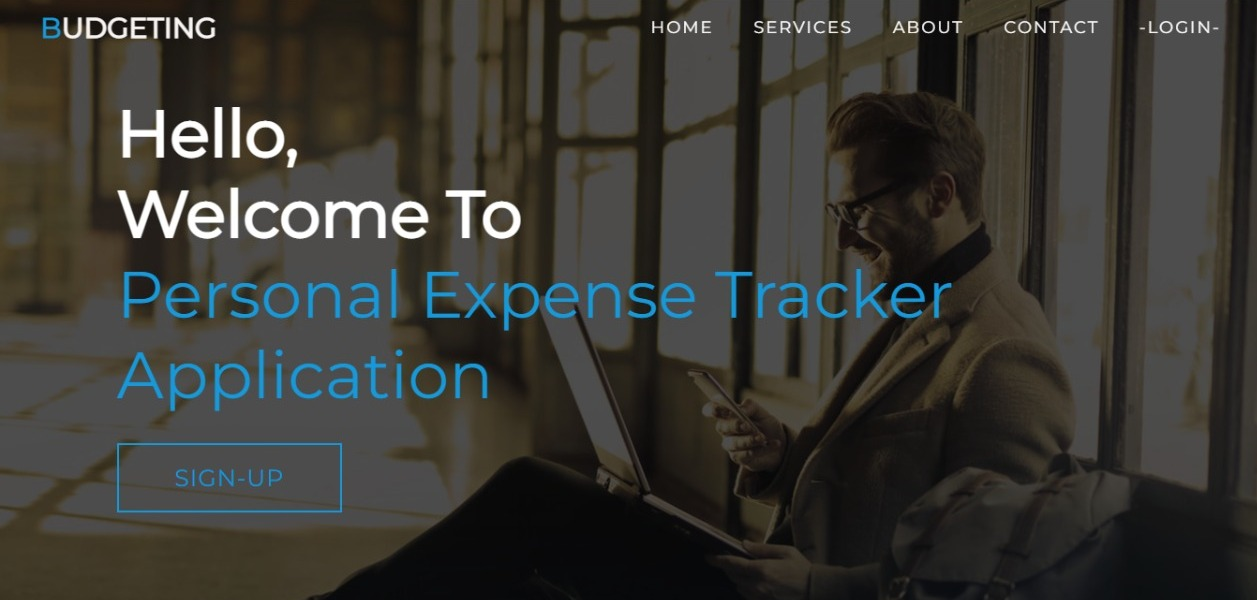 BUDGETING
HOME SERVICES ABOUT CONTACT -LOGIN-
Hello,
Welcome To
Personal Expense Tracker
Application
SIGN-UP